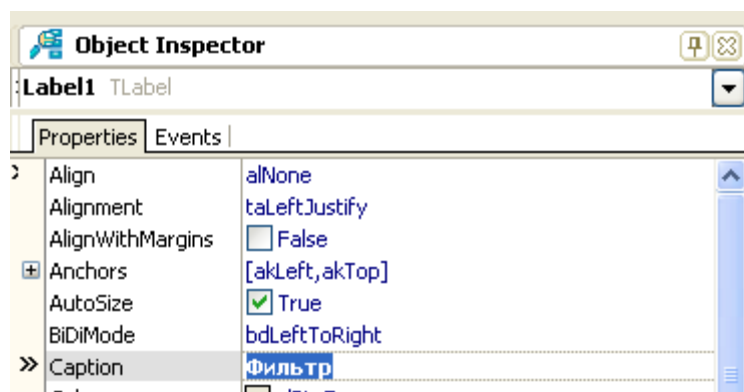 Object Inspector
Label1 TLabel
Properties Events
Align alNone
Alignment taLeftJustify
AlignWithMargins False
Anchors [akLeft,akTop]
AutoSize True
BiDiMode bdLeftToRight
Caption Фильтр